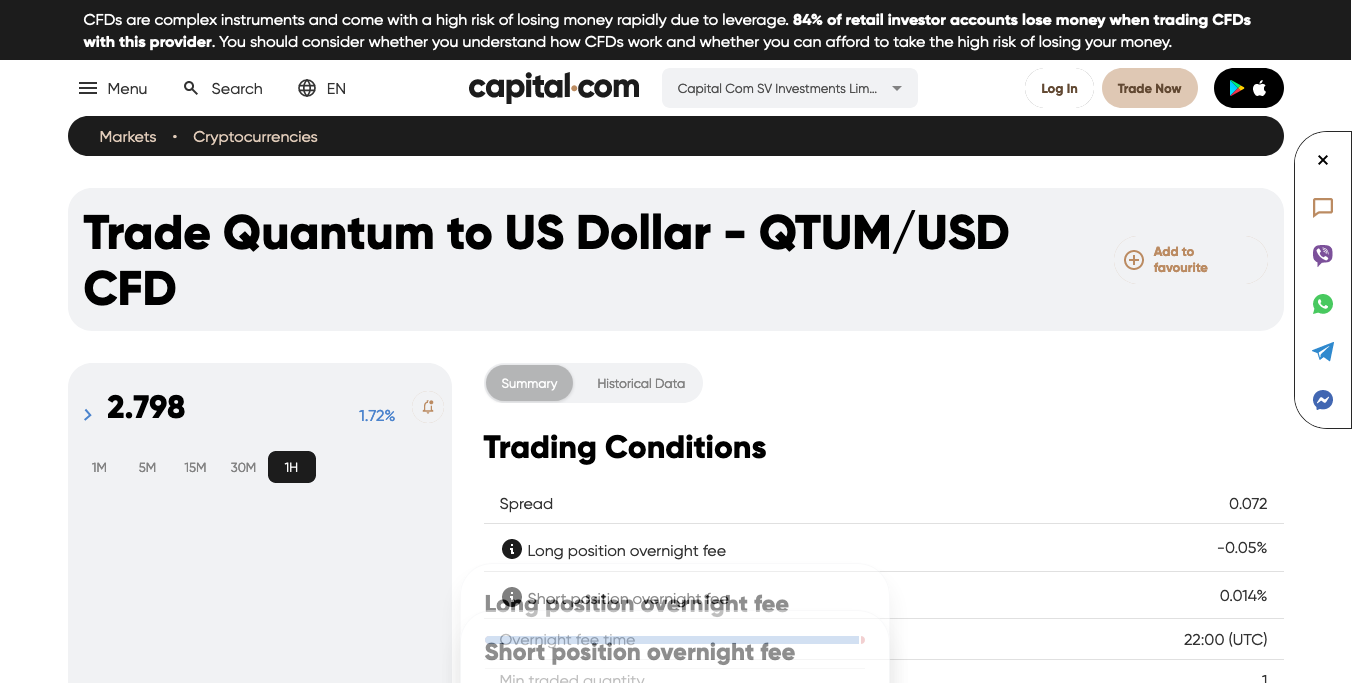 CFDs are complex instruments and come with a high risk of losing money rapidly due to leverage. 84% of retail investor accounts lose money when trading CFDs
with this provider. You should consider whether you understand how CFDs work and whether you can afford to take the high risk of losing your money.
Menu
Search
EN
capital.com
Capital Com SV Investments Lim...
Log In
Trade Now
Markets • Cryptocurrencies
Trade Quantum to US Dollar - QTUM/USD
CFD
Add to
favourite
2.798
1.72%
1M 5M 15M 30M 1H
Summary
Historical Data
Trading Conditions
Spread 0.072
Long position overnight fee -0.05%
Short position overnight fee 0.014%
Long position overnight fee
Overnight fee time 22:00 (UTC)
Short position overnight fee
Min traded quantity 1